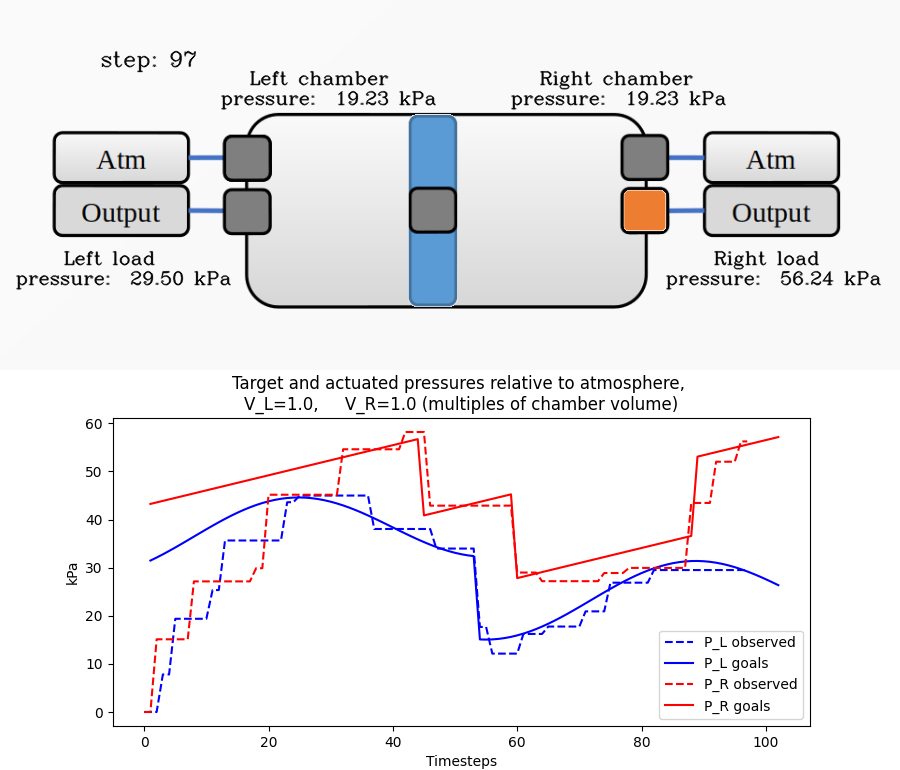 step: 97
Left chamber
pressure: 19.23 kPa
Right chamber
pressure: 19.23 kPa
Atm
Output
Atm
Output
Left load
pressure: 29.50 kPa
Right load
pressure: 56.24 kPa
Target and actuated pressures relative to atmosphere,
V_L=1.0, V_R=1.0 (multiples of chamber volume)
60
50
40
30
20
10
0
kPa
P_L observed
P_L goals
P_R observed
P_R goals
0 20 40 60 80 100
Timesteps